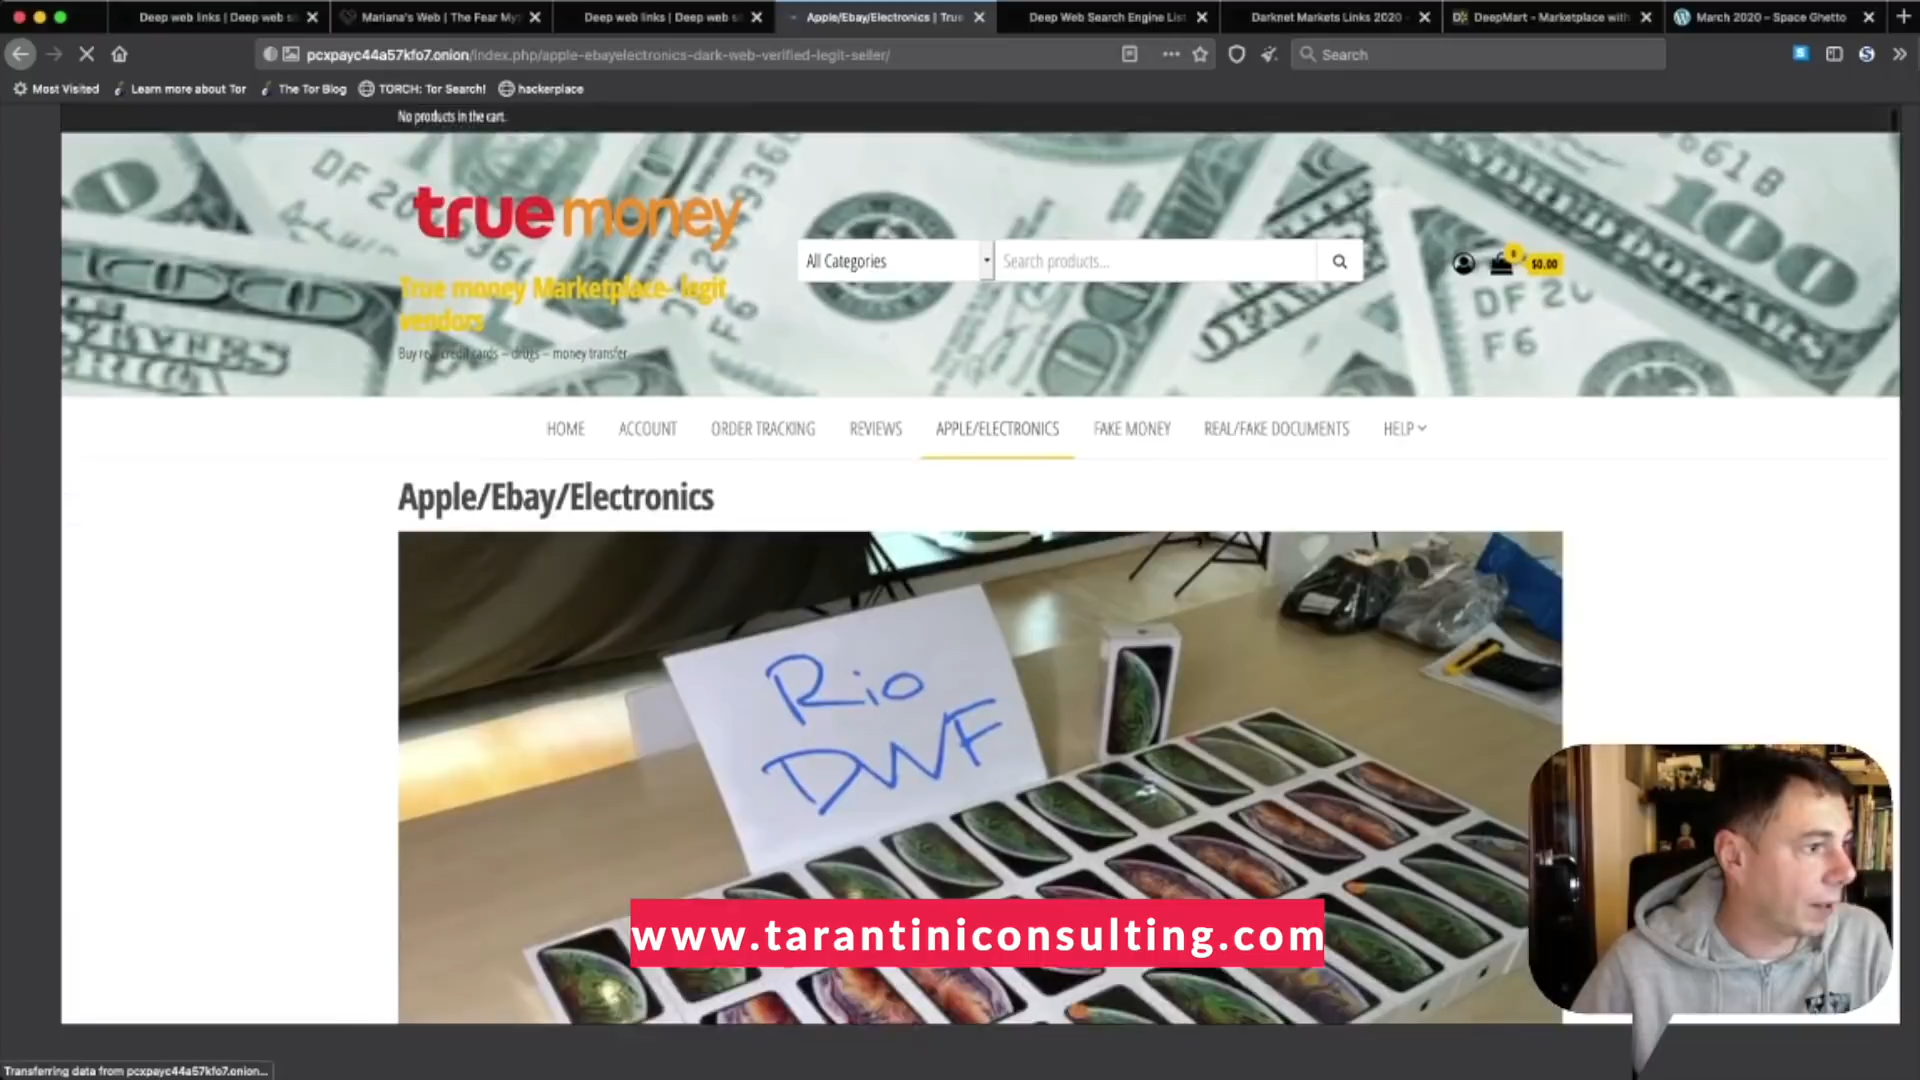 Deep web links | Deep web si
Mariana's Web | The Fear My
Deep web links | Deep web si
Apple/Ebay/Electronics | True
Deep Web Search Engine List
Darknet Markets Links 2020
DeepMart – Marketplace with
March 2020 – Space Ghetto
pcxpayc44a57kfo7.onion/index.php/apple-ebayelectronics-dark-web-verified-legit-seller/
Search
Most Visited
Learn more about Tor
The Tor Blog
TORCH: Tor Search!
hackerplace
No products in the cart.
true money
All Categories
Search products...
0
$0.00
True money Marketplace- legit
vendors
Buy real credit cards – drugs – money transfer
HOME
ACCOUNT
ORDER TRACKING
REVIEWS
APPLE/ELECTRONICS
FAKE MONEY
REAL/FAKE DOCUMENTS
HELP
Apple/Ebay/Electronics
Rio
DWF
www.tarantiniconsulting.com
Transferring data from pcxpayc44a57kfo7.onion...